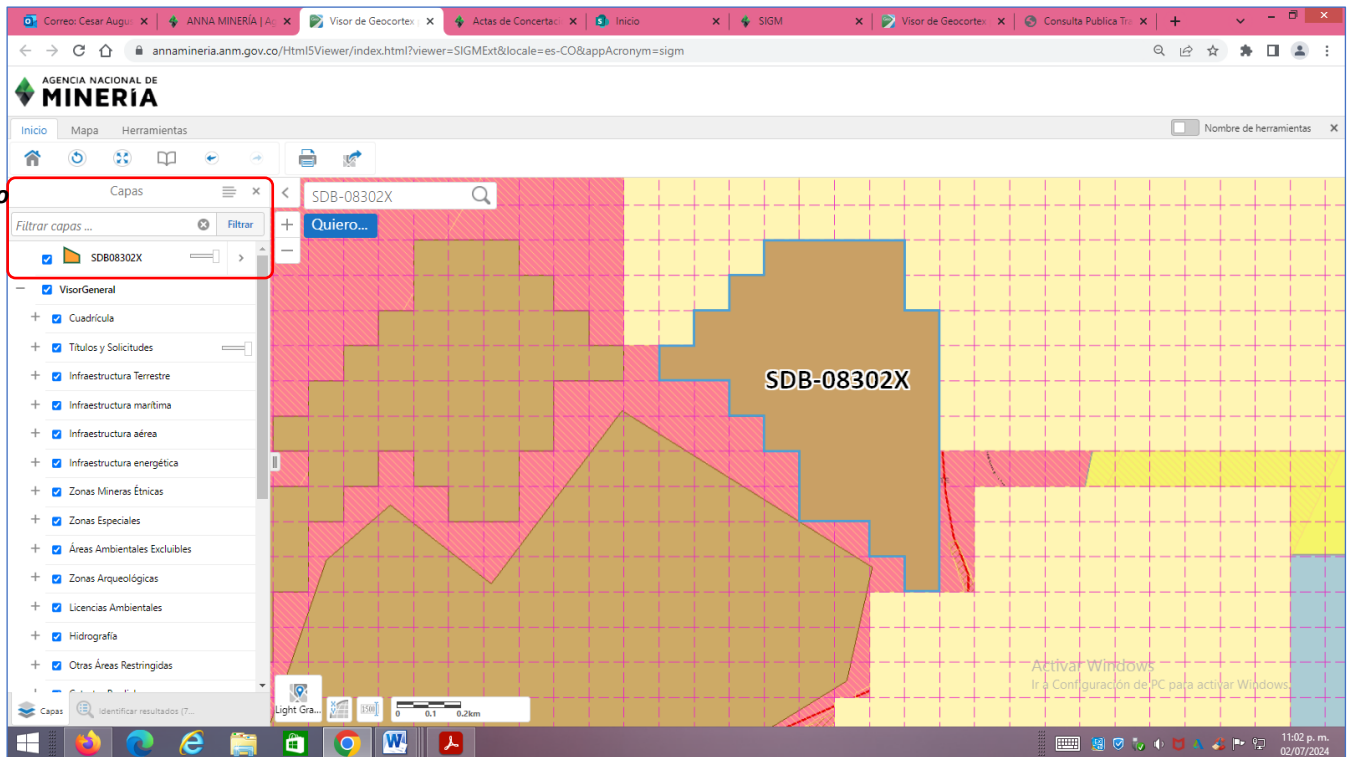 Correo: Cesar Augu
ANNA MINERÍA | Ag
Visor de Geocortex
Actas de Concertaci
Inicio
SIGM
Visor de Geocortex
Consulta Publica Tra
annamineria.anm.gov.co/Html5Viewer/index.html?viewer=SIGMExt&locale=es-CO&appAcronym=sigm
AGENCIA NACIONAL DE
MINERÍA
Inicio Mapa Herramientas
Nombre de herramientas
Capas
SDB-08302X
Filtrar capas ...
Filtrar
Quiero...
SDB08302X
VisorGeneral
Cuadrícula
Títulos y Solicitudes
Infraestructura Terrestre
SDB-08302X
Infraestructura marítima
Infraestructura aérea
Infraestructura energética
Zonas Mineras Étnicas
Zonas Especiales
Áreas Ambientales Excluibles
Zonas Arqueológicas
Licencias Ambientales
Hidrografía
Otras Áreas Restringidas
Activar Windows
Ir a Configuración de PC para activar Windows.
Capas
Identificar resultados (7...
Light Gra...
0 0.1 0.2km
11:02 p. m.
02/07/2024